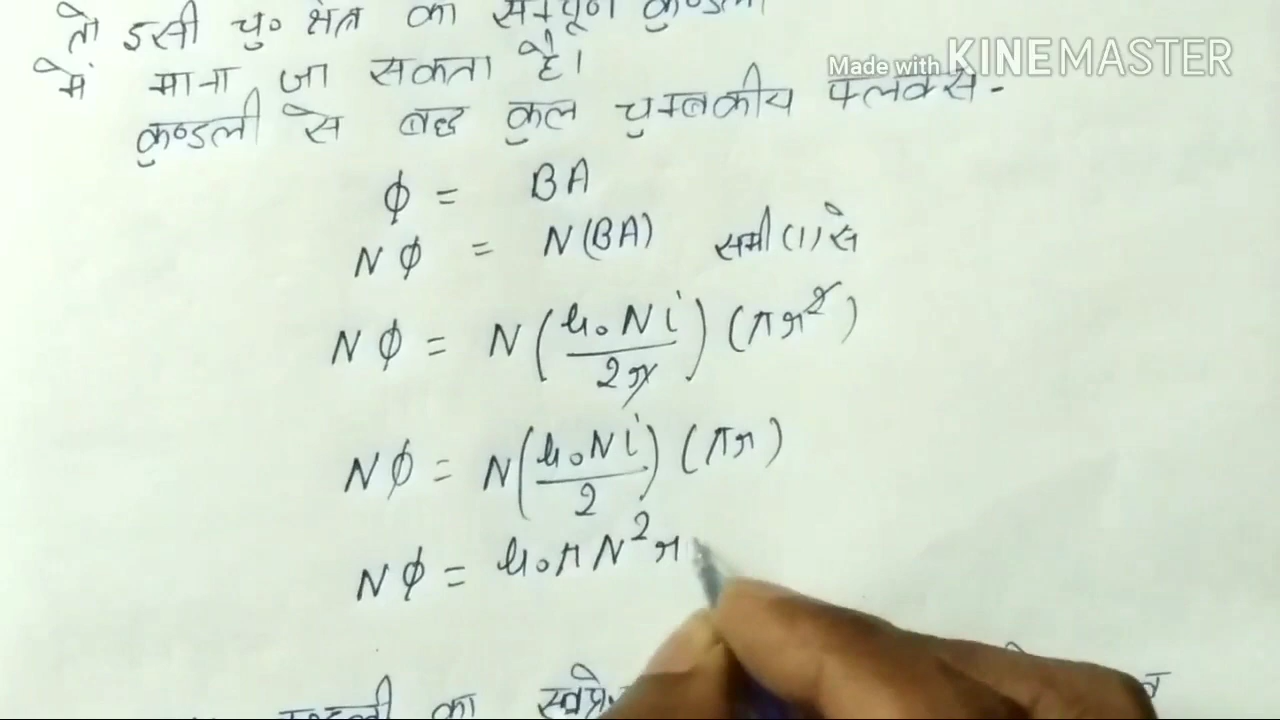 तो इसी चु० क्षेत्र का सम्पूर्ण कुण्डली
में माना जा सकता है।
Made with KINEMASTER
कुण्डली से बद्ध कुल चुम्बकीय फ्लक्स -
ϕ = BA
Nϕ = N(BA) समी (1) से
Nϕ = N(μ₀Ni/2r)(πr²)
Nϕ = N(μ₀Ni/2)(πr)
Nϕ = μ₀πN²r
का